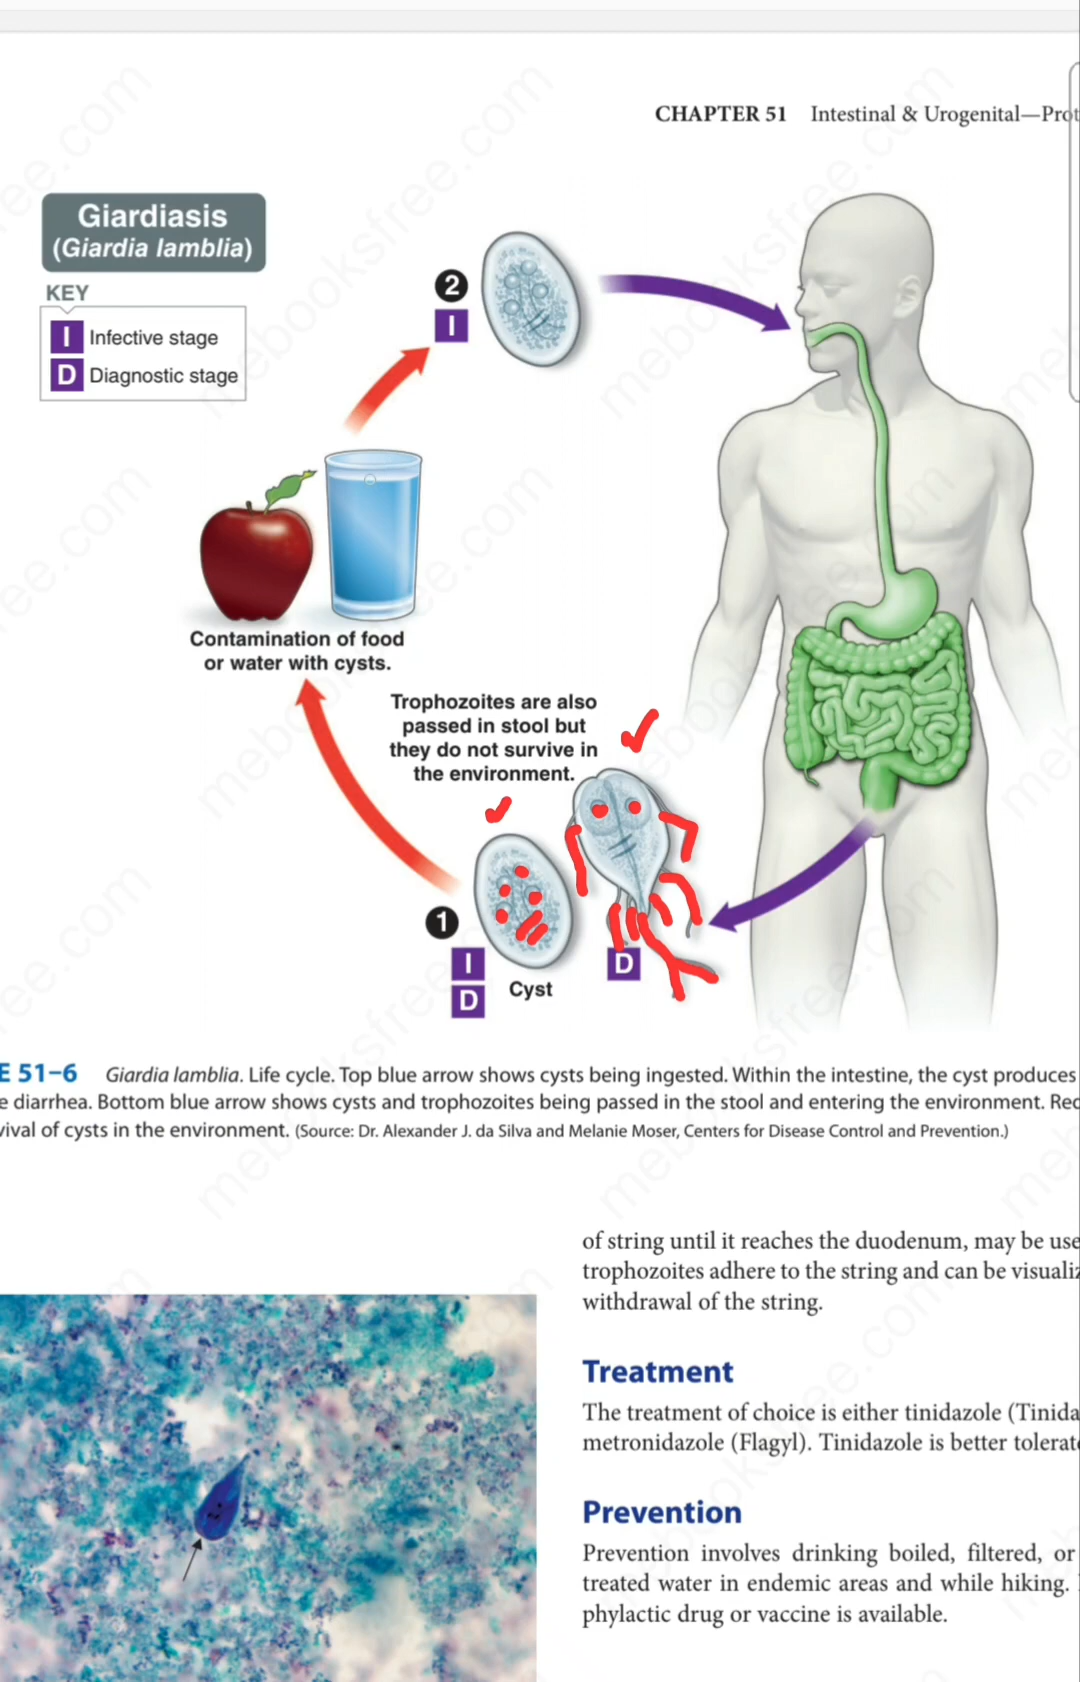 CHAPTER 51 Intestinal & Urogenital—Prot
Giardiasis
(Giardia lamblia)
KEY
I Infective stage
D Diagnostic stage
2
I
Contamination of food
or water with cysts.
Trophozoites are also
passed in stool but
they do not survive in
the environment.
1
I
D
Cyst
D
E 51–6 Giardia lamblia. Life cycle. Top blue arrow shows cysts being ingested. Within the intestine, the cyst produces
e diarrhea. Bottom blue arrow shows cysts and trophozoites being passed in the stool and entering the environment. Red
vival of cysts in the environment. (Source: Dr. Alexander J. da Silva and Melanie Moser, Centers for Disease Control and Prevention.)
of string until it reaches the duodenum, may be use
trophozoites adhere to the string and can be visualiz
withdrawal of the string.
Treatment
The treatment of choice is either tinidazole (Tinida
metronidazole (Flagyl). Tinidazole is better tolerate
Prevention
Prevention involves drinking boiled, filtered, or
treated water in endemic areas and while hiking.
phylactic drug or vaccine is available.
mebooksfree.com